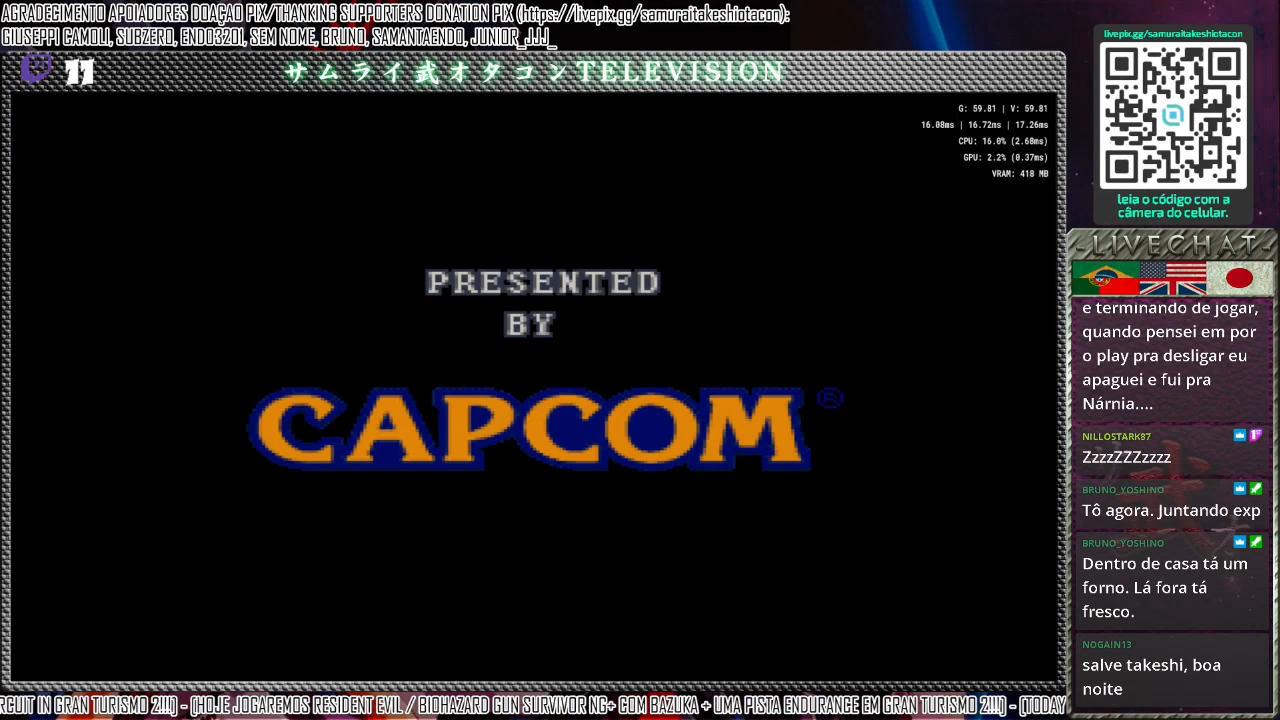 AGRADECIMENTO APOIADORES DOAÇÃO PIX/THANKING SUPPORTERS DONATION PIX (https://livepix.gg/samuraitakeshiotacon):
GIUSEPPI CAMOLI, SUBZERO, ENDO3201, SEM NOME, BRUNO, SAMANTAENDO, JUNIOR_JJJ_
11
サムライ武オタコンTELEVISION
G: 59.81 | V: 59.81
16.08ms | 16.72ms | 17.26ms
CPU: 16.0% (2.68ms)
GPU: 2.2% (0.37ms)
VRAM: 418 MB
PRESENTED
BY
CAPCOM®
livepix.gg/samuraitakeshiotacon
leia o código com a
câmera do celular.
-LIVECHAT-
e terminando de jogar,
quando pensei em por
o play pra desligar eu
apaguei e fui pra
Nárnia....
NILLOSTARK87
ZzzzZZZzzzz
BRUNO_YOSHINO
Tô agora. Juntando exp
BRUNO_YOSHINO
Dentro de casa tá um
forno. Lá fora tá
fresco.
NOGAIN13
salve takeshi, boa
noite
RCUIT IN GRAN TURISMO 2!!!] - [HOJE JOGAREMOS RESIDENT EVIL / BIOHAZARD GUN SURVIVOR NG+ COM BAZUKA + UMA PISTA ENDURANCE EM GRAN TURISMO 2!!!] - [TODAY